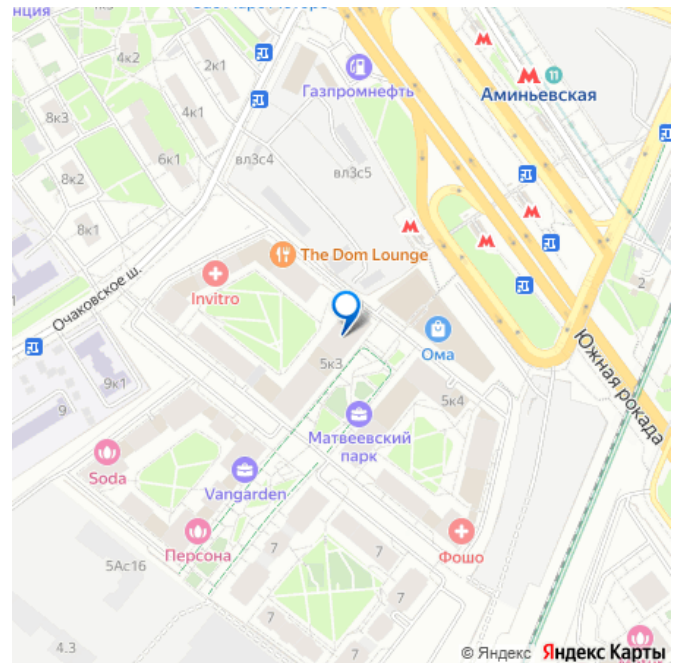 нция
4к2
2к1
Газпромнефть
М
М 11
Аминьевская
8к3
4к1
6к1
вл3с4
вл3с5
8к2
8к1
М
М
М
The Dom Lounge
2
Invitro
Очаковское ш.
Ома
Южная рокада
5к3
9к1
9
5к4
Матвеевский
парк
Soda
Vangarden
Персона
7
7
Фошо
5Ас16
7
7
4.3
© Яндекс Яндекс Карты